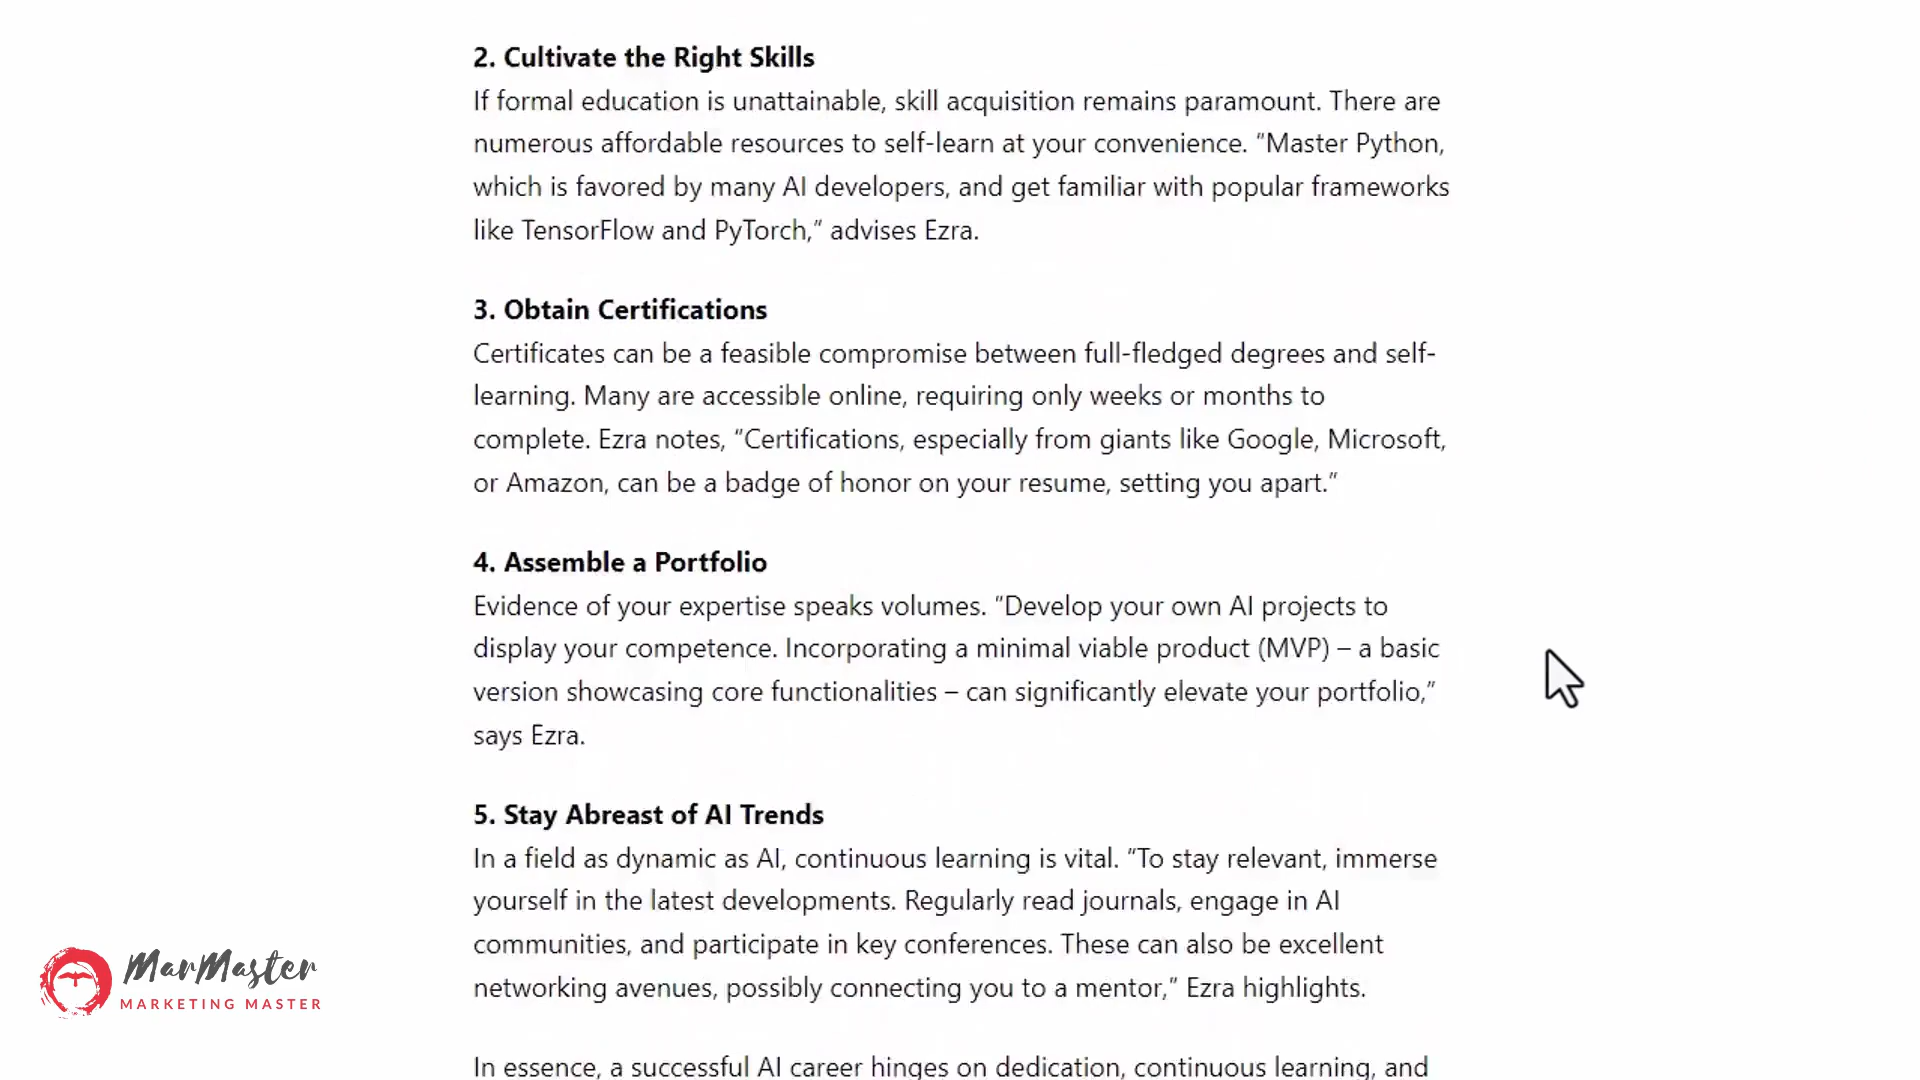 2. Cultivate the Right Skills
If formal education is unattainable, skill acquisition remains paramount. There are
numerous affordable resources to self-learn at your convenience. “Master Python,
which is favored by many AI developers, and get familiar with popular frameworks
like TensorFlow and PyTorch,” advises Ezra.
3. Obtain Certifications
Certificates can be a feasible compromise between full-fledged degrees and self-
learning. Many are accessible online, requiring only weeks or months to
complete. Ezra notes, “Certifications, especially from giants like Google, Microsoft,
or Amazon, can be a badge of honor on your resume, setting you apart.”
4. Assemble a Portfolio
Evidence of your expertise speaks volumes. “Develop your own AI projects to
display your competence. Incorporating a minimal viable product (MVP) – a basic
version showcasing core functionalities – can significantly elevate your portfolio,”
says Ezra.
5. Stay Abreast of AI Trends
In a field as dynamic as AI, continuous learning is vital. “To stay relevant, immerse
yourself in the latest developments. Regularly read journals, engage in AI
communities, and participate in key conferences. These can also be excellent
networking avenues, possibly connecting you to a mentor,” Ezra highlights.
In essence, a successful AI career hinges on dedication, continuous learning, and
MarMaster
MARKETING MASTER